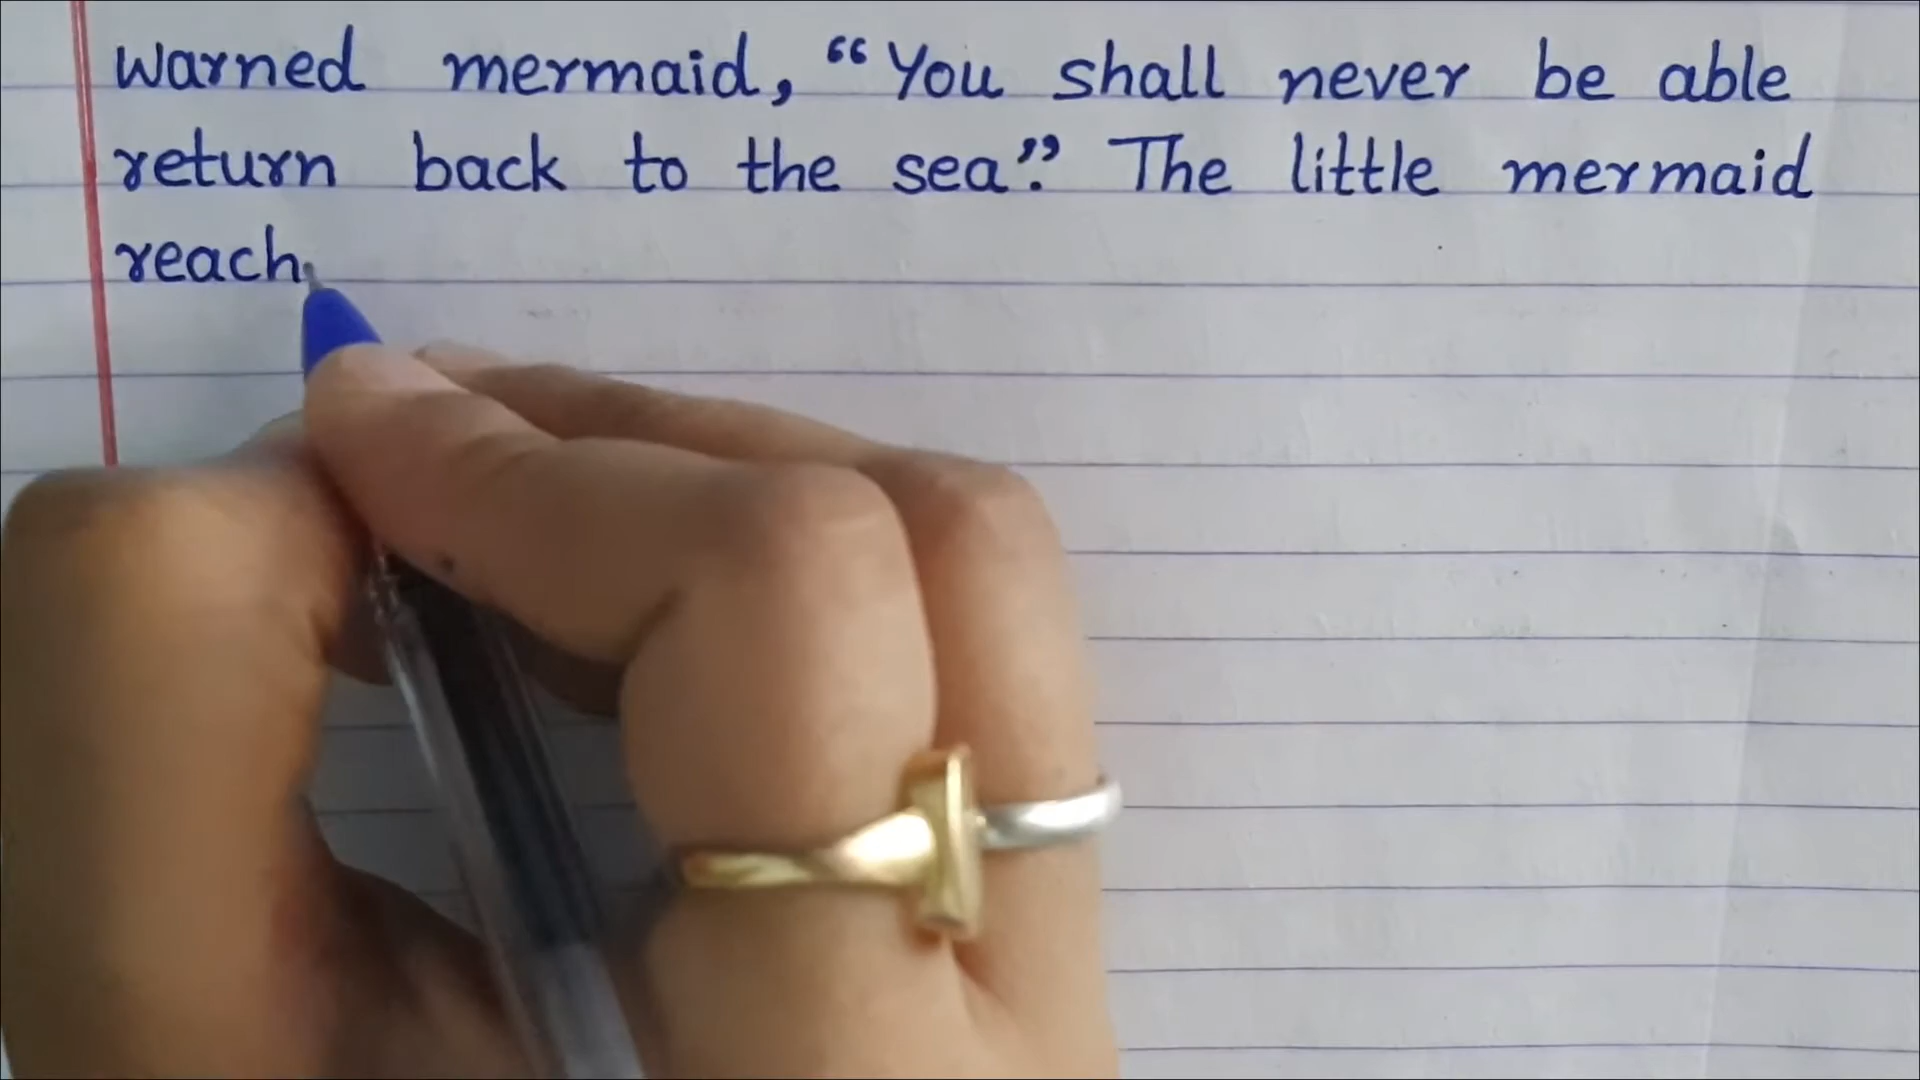 warned mermaid, “You shall never be able
return back to the sea”. The little mermaid
reach